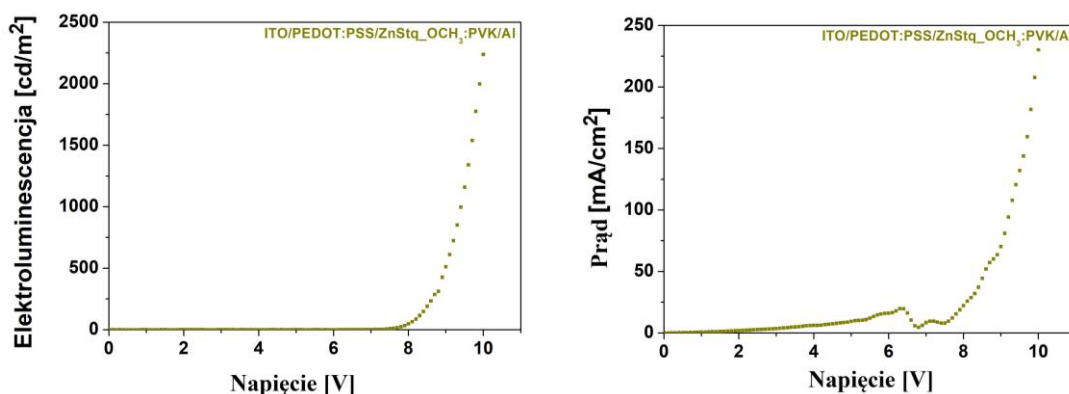 ITO/PEDOT:PSS/ZnStq_OCH₃:PVK/Al
Elektroluminescencja [cd/m²]
2500
2000
1500
1000
500
0
0 2 4 6 8 10
Napięcie [V]
ITO/PEDOT:PSS/ZnStq_OCH₃:PVK/A
Prąd [mA/cm²]
250
200
150
100
50
0
0 2 4 6 8 10
Napięcie [V]